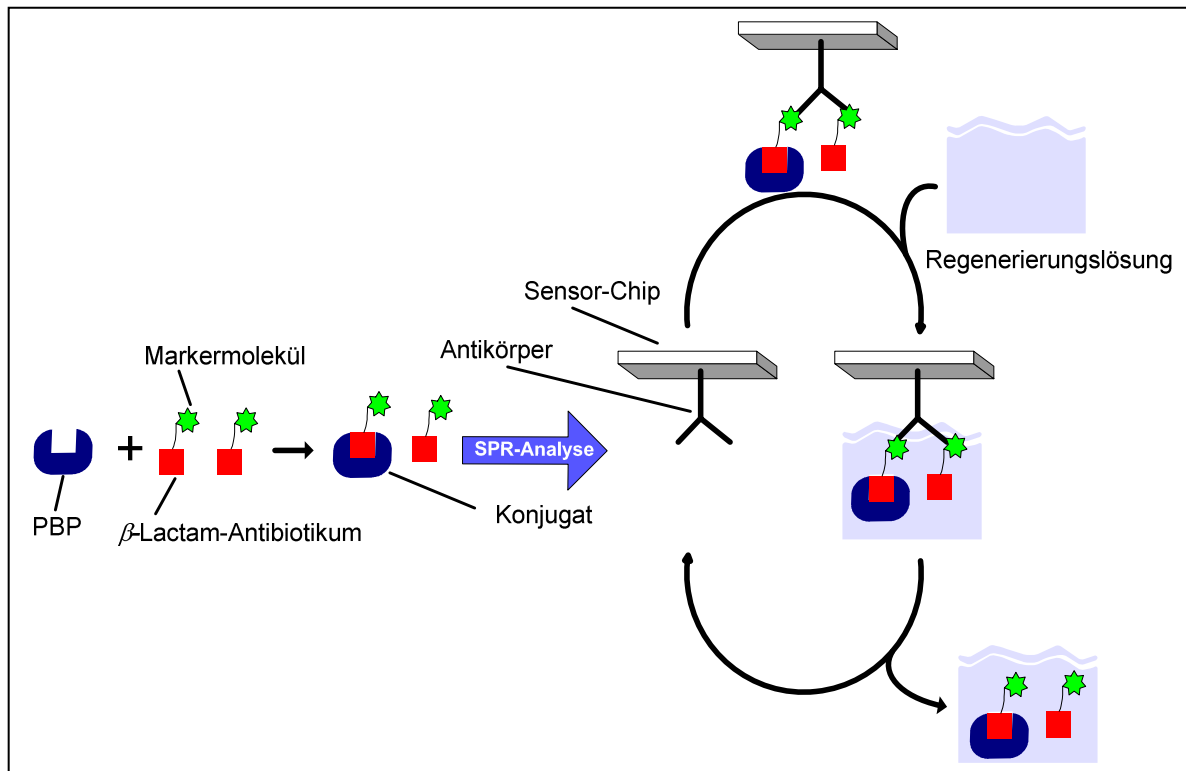 Regenerierungslösung
Sensor-Chip
Antikörper
Markermolekül
+
SPR-Analyse
Konjugat
PBP
β-Lactam-Antibiotikum